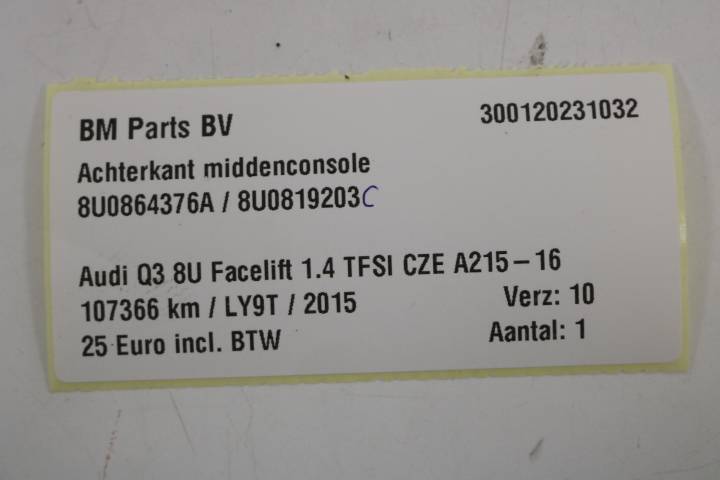 BM Parts BV 300120231032
Achterkant middenconsole
8U0864376A / 8U0819203C
Audi Q3 8U Facelift 1.4 TFSI CZE A215-16
107366 km / LY9T / 2015 Verz: 10
25 Euro incl. BTW Aantal: 1